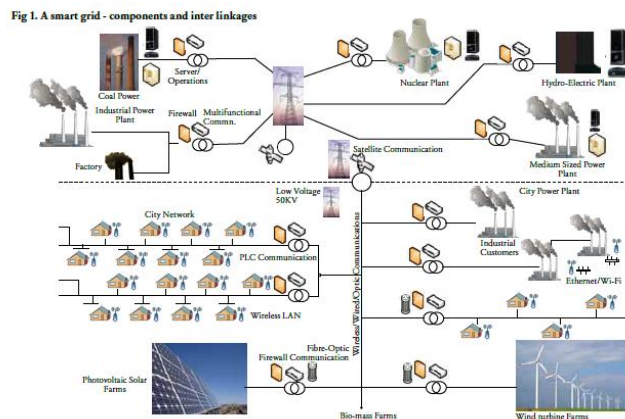 Fig 1. A smart grid - components and inter linkages
Coal Power
Server/
Operations
Nuclear Plant
Hydro-Electric Plant
Industrial Power
Plant
Firewall
Multifunctional
Commn.
Factory
Satellite Communication
Medium Sized Power
Plant
Low Voltage
50KV
City Power Plant
City Network
Industrial
Customers
PLC Communication
Ethernet/Wi-Fi
Wireless/Wired/Optic Communications
Wireless LAN
Fibre-Optic
Firewall Communication
Photovoltaic Solar
Farms
Bio-mass Farms
Wind turbine Farms